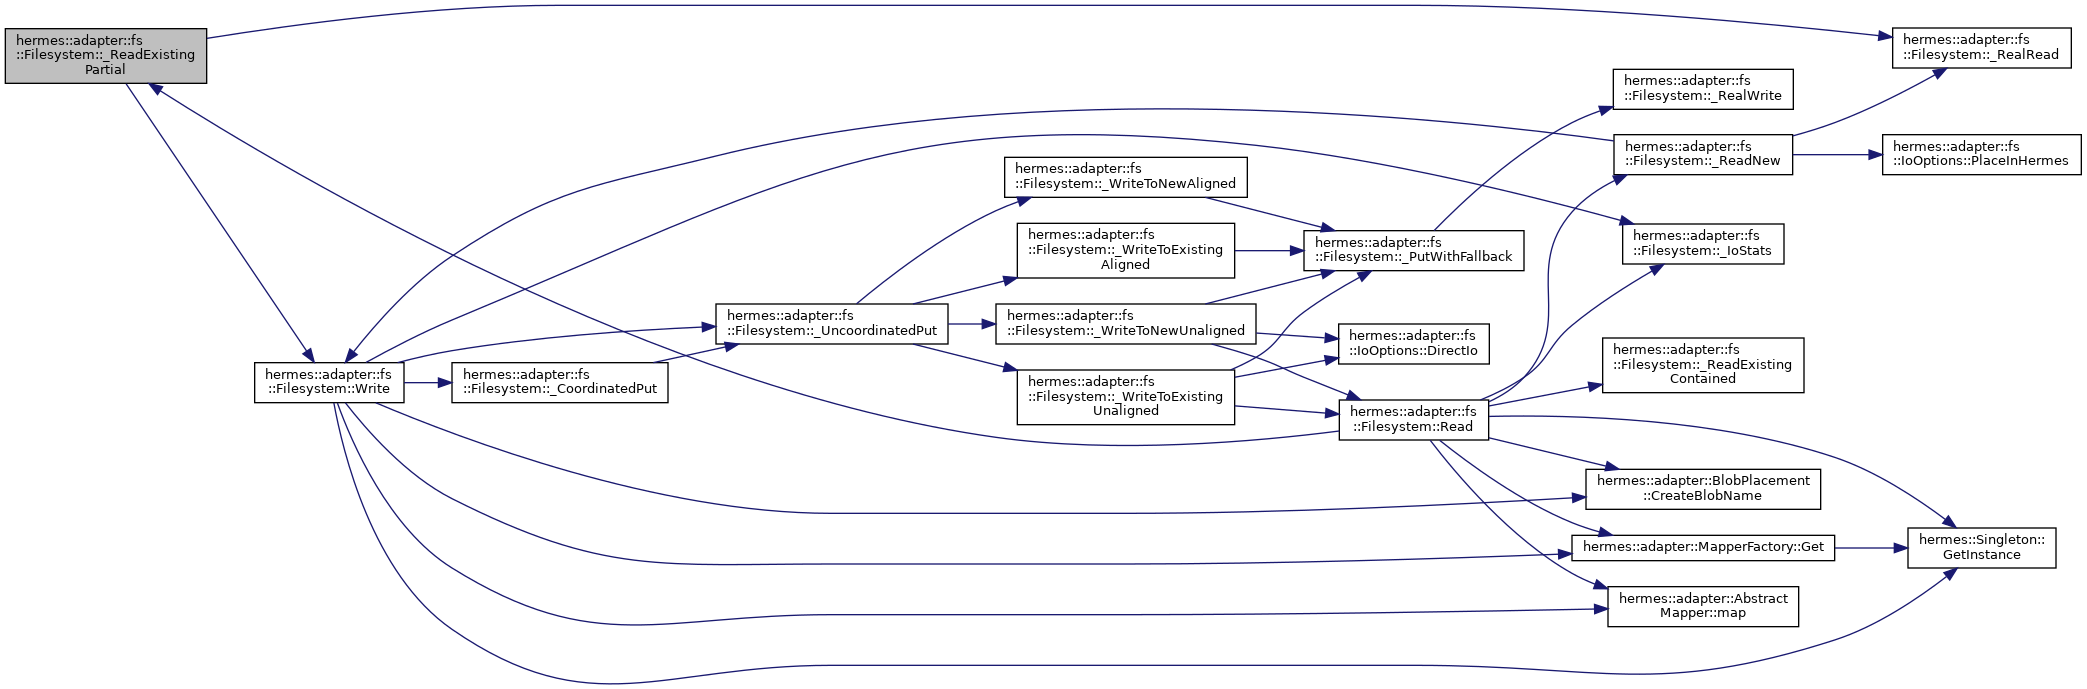 hermes::adapter::fs
::Filesystem::_ReadExisting
Partial
hermes::adapter::fs
::Filesystem::_RealRead
hermes::adapter::fs
::Filesystem::_RealWrite
hermes::adapter::fs
::Filesystem::_ReadNew
hermes::adapter::fs
::IoOptions::PlaceInHermes
hermes::adapter::fs
::Filesystem::_WriteToNewAligned
hermes::adapter::fs
::Filesystem::_WriteToExisting
Aligned
hermes::adapter::fs
::Filesystem::_PutWithFallback
hermes::adapter::fs
::Filesystem::_IoStats
hermes::adapter::fs
::Filesystem::_UncoordinatedPut
hermes::adapter::fs
::Filesystem::_WriteToNewUnaligned
hermes::adapter::fs
::IoOptions::DirectIo
hermes::adapter::fs
::Filesystem::_ReadExisting
Contained
hermes::adapter::fs
::Filesystem::Write
hermes::adapter::fs
::Filesystem::_CoordinatedPut
hermes::adapter::fs
::Filesystem::_WriteToExisting
Unaligned
hermes::adapter::fs
::Filesystem::Read
hermes::adapter::BlobPlacement
::CreateBlobName
hermes::adapter::MapperFactory::Get
hermes::Singleton::
GetInstance
hermes::adapter::Abstract
Mapper::map